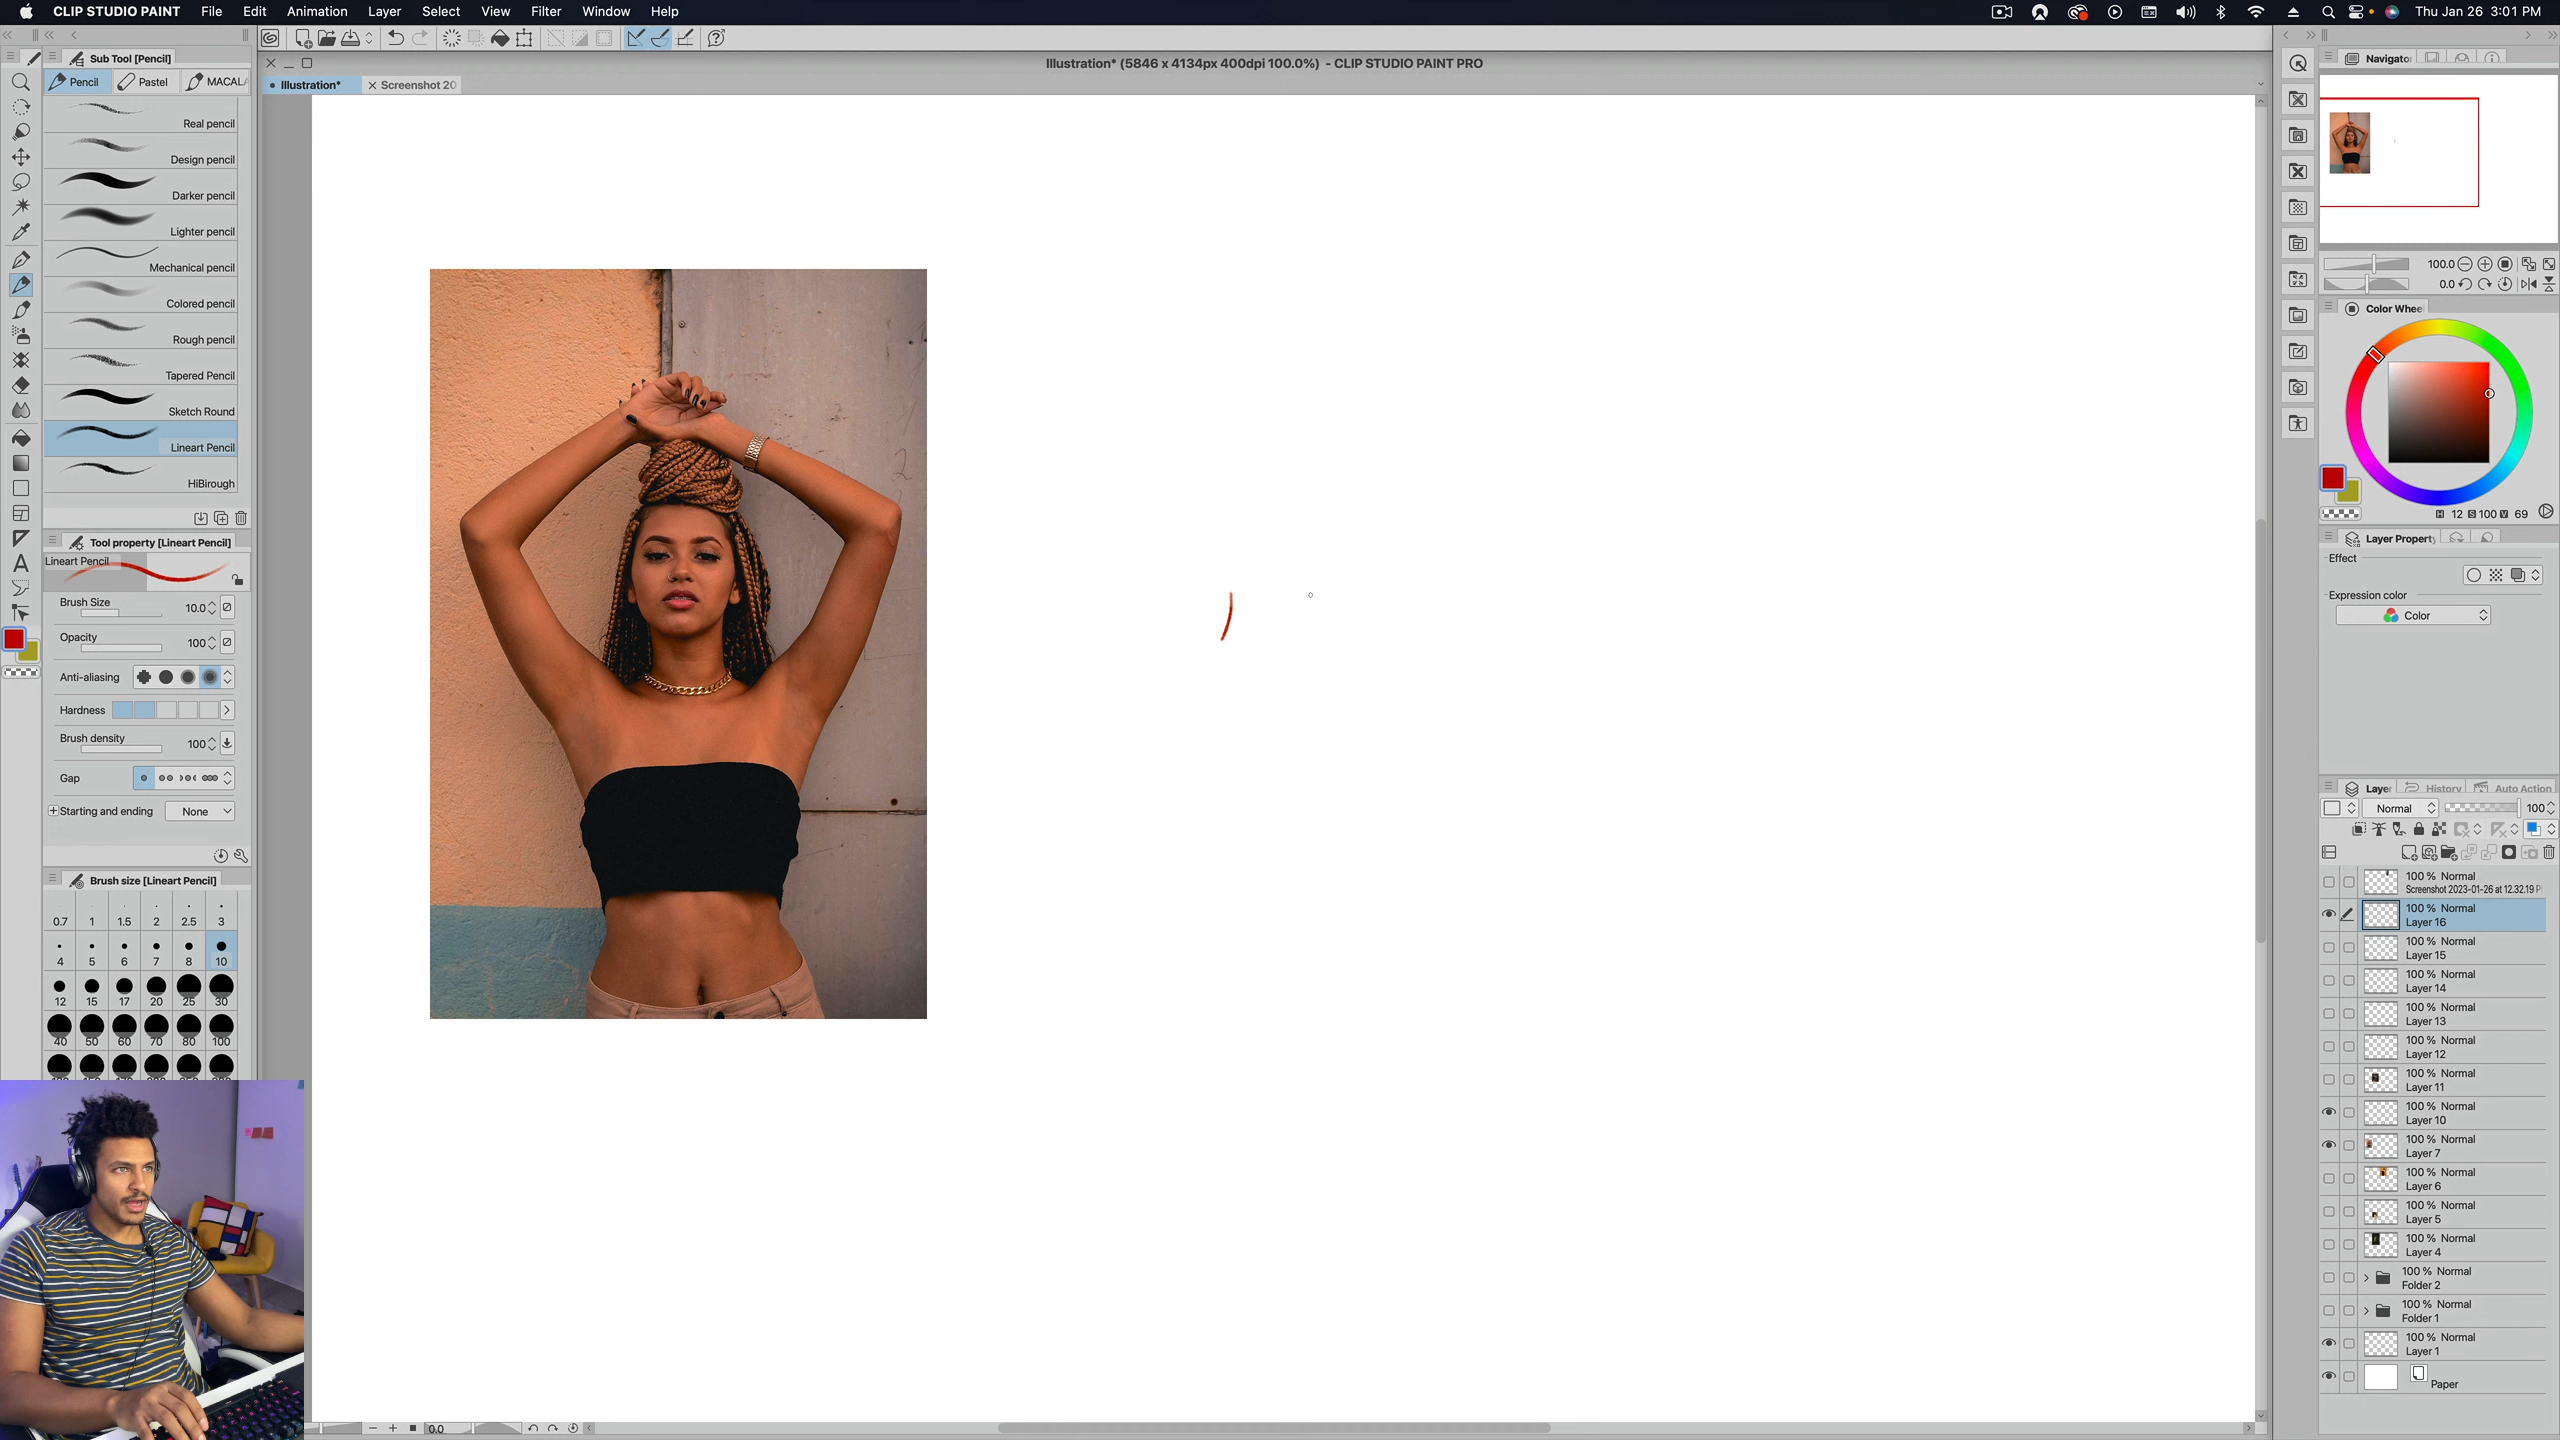 CLIP STUDIO PAINT File Edit Animation Layer Select View Filter Window Help Thu Jan 26 3:01 PM
Illustration* (5846 x 4134px 400dpi 100.0%) - CLIP STUDIO PAINT PRO
Illustration* Screenshot 20
Sub Tool [Pencil]
Pencil Pastel MACALA
Real pencil
Design pencil
Darker pencil
Lighter pencil
Mechanical pencil
Colored pencil
Rough pencil
Tapered Pencil
Sketch Round
Lineart Pencil
HiBirough
Tool property [Lineart Pencil]
Lineart Pencil
Brush Size 10.0
Opacity 100
Anti-aliasing
Hardness
Brush density 100
Gap
Starting and ending None
Brush size [Lineart Pencil]
0.7 1 1.5 2 2.5 3
4 5 6 7 8 10
12 15 17 20 25 30
40 50 60 70 80 100
0.0
Navigator
100.0
0.0
Color Whee
H 12 S 100 V 69
Layer Property
Effect
Expression color
Color
Layer History Auto Action
Normal 100
100 % Normal
Screenshot 2023-01-26 at 12.32.19 P
100 % Normal
Layer 16
100 % Normal
Layer 15
100 % Normal
Layer 14
100 % Normal
Layer 13
100 % Normal
Layer 12
100 % Normal
Layer 11
100 % Normal
Layer 10
100 % Normal
Layer 7
100 % Normal
Layer 6
100 % Normal
Layer 5
100 % Normal
Layer 4
100 % Normal
Folder 2
100 % Normal
Folder 1
100 % Normal
Layer 1
Paper